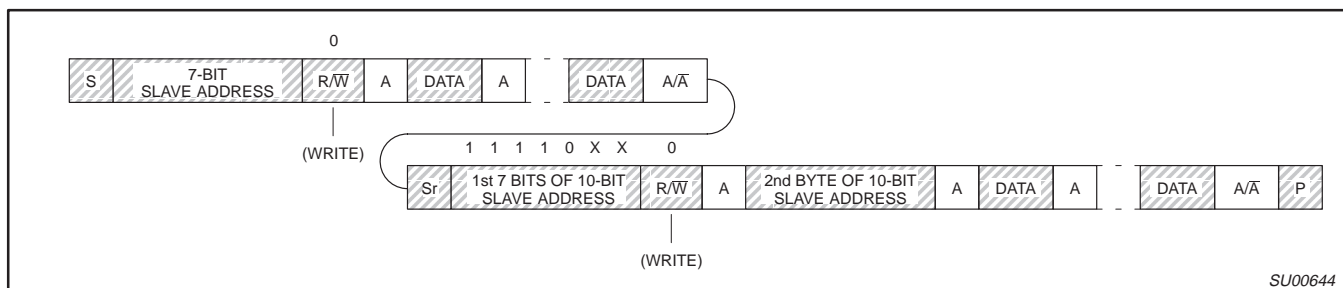 0
S 7-BIT SLAVE ADDRESS R/W̅ A DATA A DATA A/A̅
(WRITE)
1 1 1 1 0 X X 0
Sr 1st 7 BITS OF 10-BIT SLAVE ADDRESS R/W̅ A 2nd BYTE OF 10-BIT SLAVE ADDRESS A DATA A DATA A/A̅ P
(WRITE)
SU00644